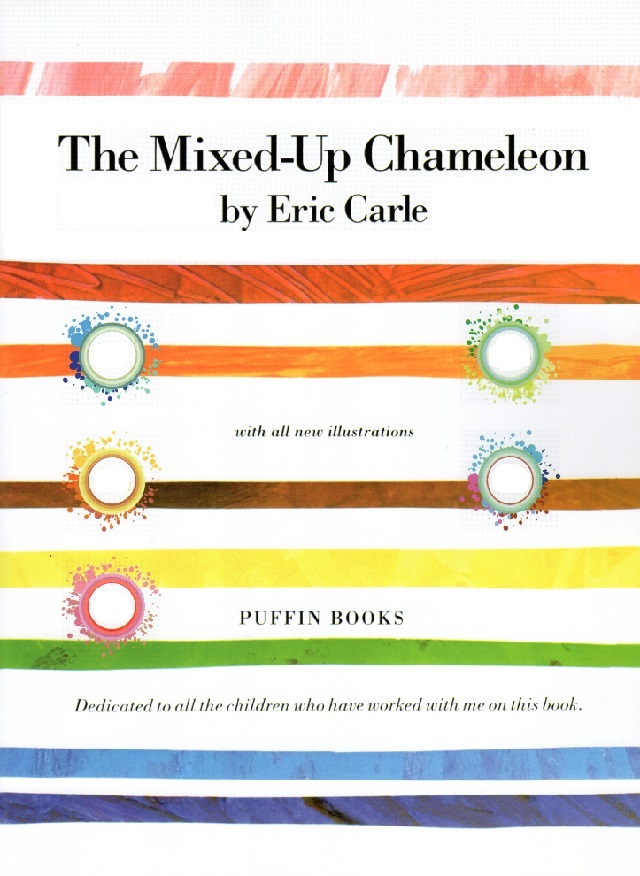 The Mixed-Up Chameleon
by Eric Carle
with all new illustrations
PUFFIN BOOKS
Dedicated to all the children who have worked with me on this book.